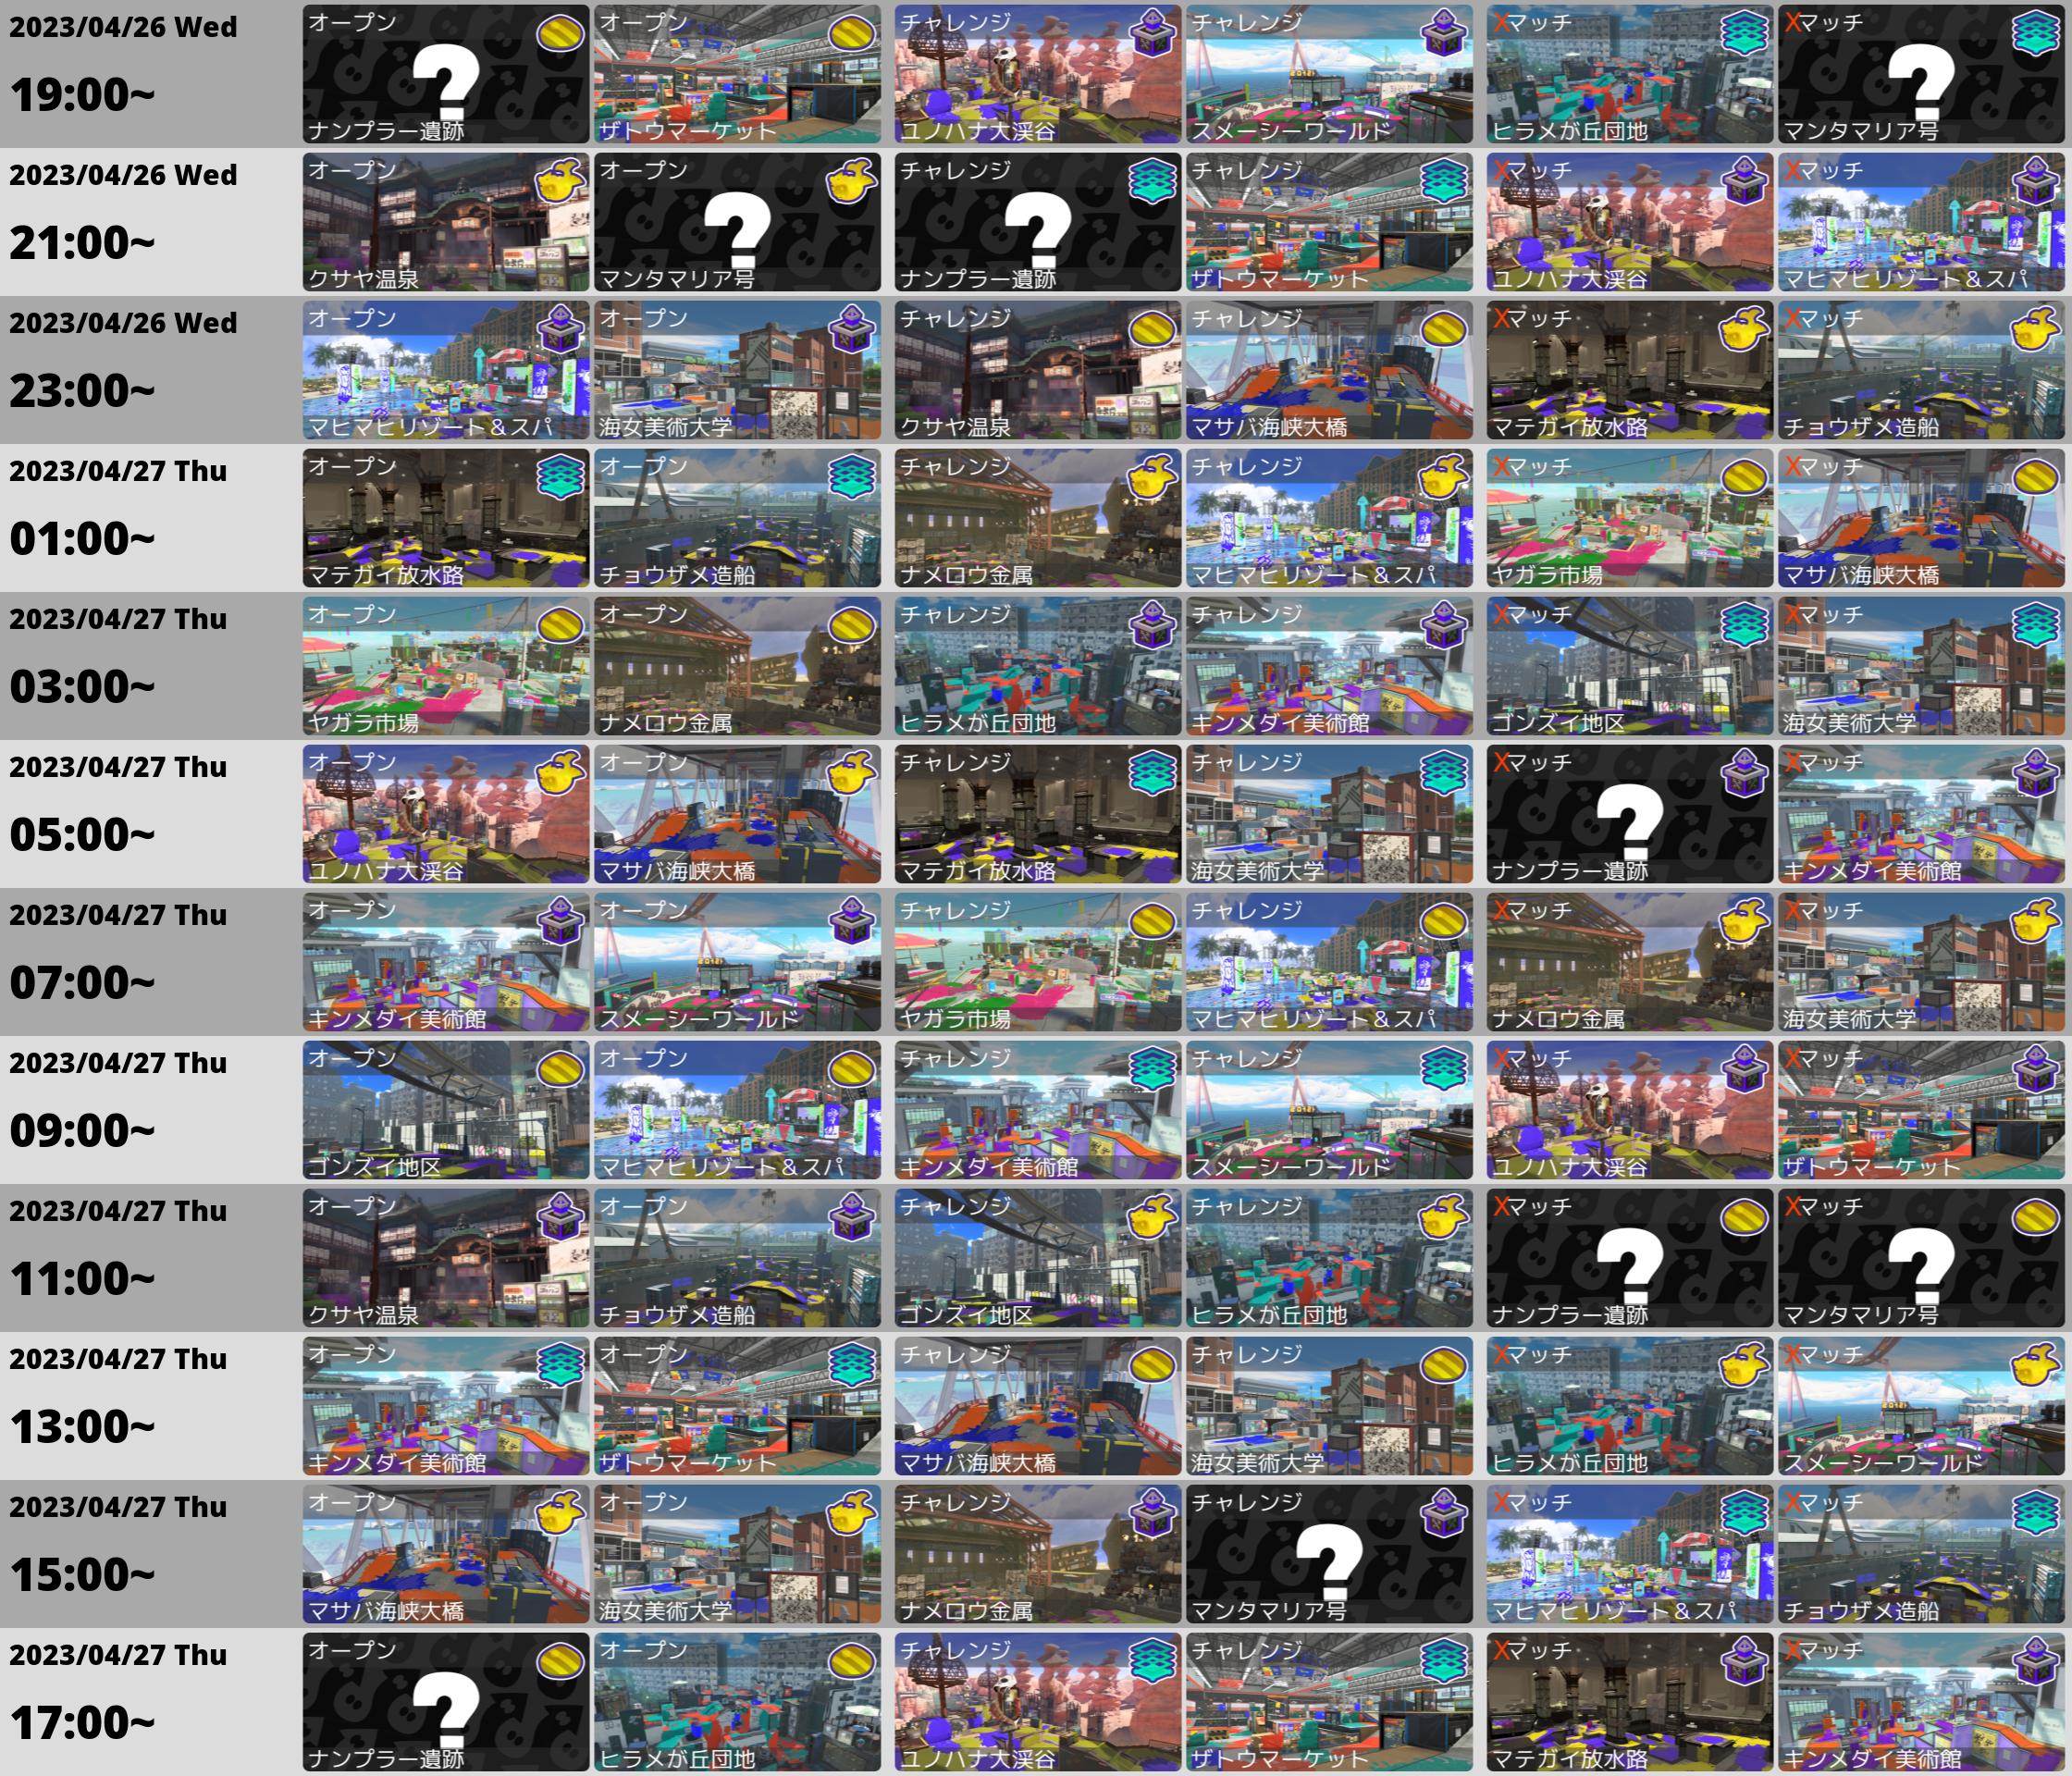 2023/04/26 Wed
19:00~
オープン オープン チャレンジ チャレンジ Xマッチ Xマッチ
ナンプラー遺跡 ザトウマーケット ユノハナ大渓谷 スメーシーワールド ヒラメが丘団地 マンタマリア号
2023/04/26 Wed
21:00~
オープン オープン チャレンジ チャレンジ Xマッチ Xマッチ
クサヤ温泉 マンタマリア号 ナンプラー遺跡 ザトウマーケット ユノハナ大渓谷 マヒマヒリゾート＆スパ
2023/04/26 Wed
23:00~
オープン オープン チャレンジ チャレンジ Xマッチ Xマッチ
マヒマヒリゾート＆スパ 海女美術大学 クサヤ温泉 マサバ海峡大橋 マテガイ放水路 チョウザメ造船
2023/04/27 Thu
01:00~
オープン オープン チャレンジ チャレンジ Xマッチ Xマッチ
マテガイ放水路 チョウザメ造船 ナメロウ金属 マヒマヒリゾート＆スパ ヤガラ市場 マサバ海峡大橋
2023/04/27 Thu
03:00~
オープン オープン チャレンジ チャレンジ Xマッチ Xマッチ
ヤガラ市場 ナメロウ金属 ヒラメが丘団地 キンメダイ美術館 ゴンズイ地区 海女美術大学
2023/04/27 Thu
05:00~
オープン オープン チャレンジ チャレンジ Xマッチ Xマッチ
ユノハナ大渓谷 マサバ海峡大橋 マテガイ放水路 海女美術大学 ナンプラー遺跡 キンメダイ美術館
2023/04/27 Thu
07:00~
オープン オープン チャレンジ チャレンジ Xマッチ Xマッチ
キンメダイ美術館 スメーシーワールド ヤガラ市場 マヒマヒリゾート＆スパ ナメロウ金属 海女美術大学
2023/04/27 Thu
09:00~
オープン オープン チャレンジ チャレンジ Xマッチ Xマッチ
ゴンズイ地区 マヒマヒリゾート＆スパ キンメダイ美術館 スメーシーワールド ユノハナ大渓谷 ザトウマーケット
2023/04/27 Thu
11:00~
オープン オープン チャレンジ チャレンジ Xマッチ Xマッチ
クサヤ温泉 チョウザメ造船 ゴンズイ地区 ヒラメが丘団地 ナンプラー遺跡 マンタマリア号
2023/04/27 Thu
13:00~
オープン オープン チャレンジ チャレンジ Xマッチ Xマッチ
キンメダイ美術館 ザトウマーケット マサバ海峡大橋 海女美術大学 ヒラメが丘団地 スメーシーワールド
2023/04/27 Thu
15:00~
オープン オープン チャレンジ チャレンジ Xマッチ Xマッチ
マサバ海峡大橋 海女美術大学 ナメロウ金属 マンタマリア号 マヒマヒリゾート＆スパ チョウザメ造船
2023/04/27 Thu
17:00~
オープン オープン チャレンジ チャレンジ Xマッチ Xマッチ
ナンプラー遺跡 ヒラメが丘団地 ユノハナ大渓谷 ザトウマーケット マテガイ放水路 キンメダイ美術館